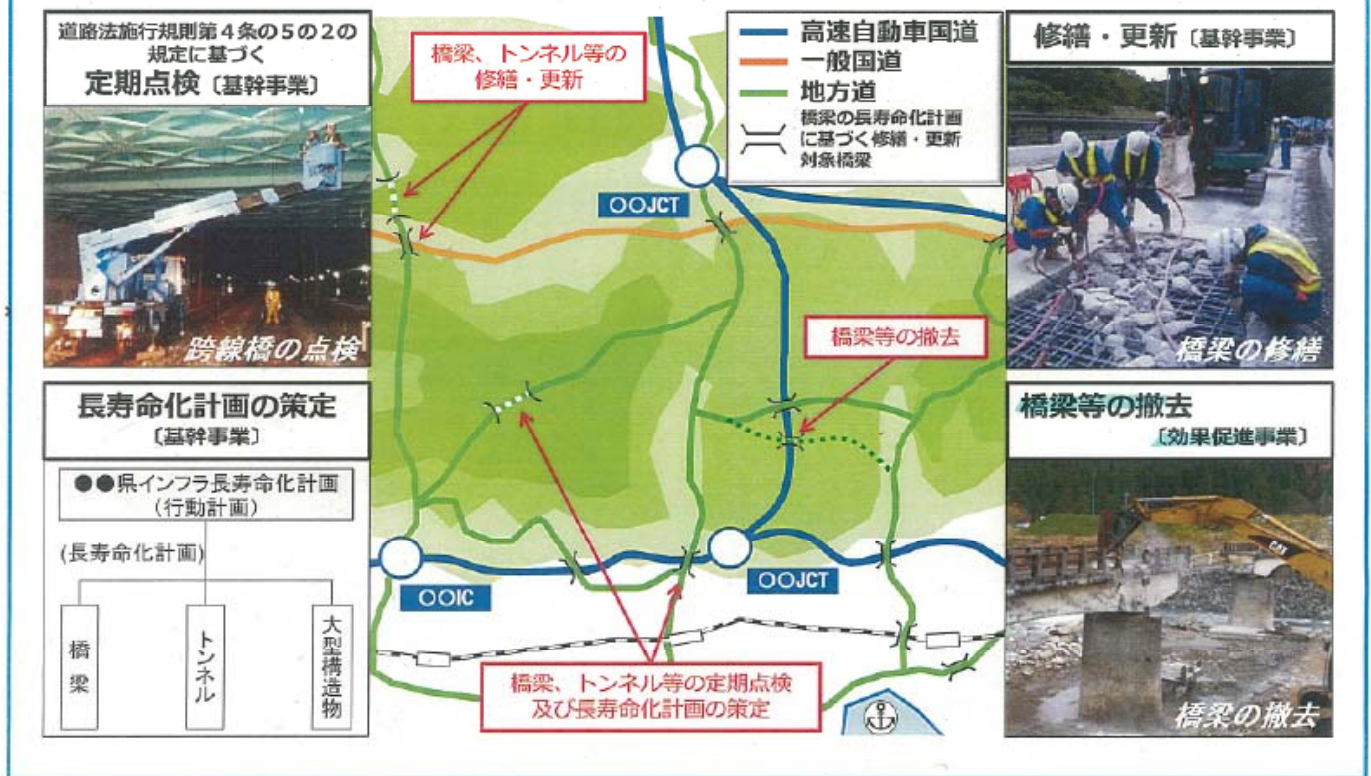 道路法施行規則第4条の5の2の
規定に基づく
定期点検〔基幹事業〕
跨線橋の点検
長寿命化計画の策定
〔基幹事業〕
●●県インフラ長寿命化計画
(行動計画)
(長寿命化計画)
橋梁
トンネル
大型構造物
橋梁、トンネル等の
修繕・更新
高速自動車国道
一般国道
地方道
橋梁の長寿命化計画
に基づく修繕・更新
対象橋梁
〇〇JCT
橋梁等の撤去
〇〇IC
〇〇JCT
橋梁、トンネル等の定期点検
及び長寿命化計画の策定
修繕・更新〔基幹事業〕
橋梁の修繕
橋梁等の撤去
〔効果促進事業〕
CAT
橋梁の撤去